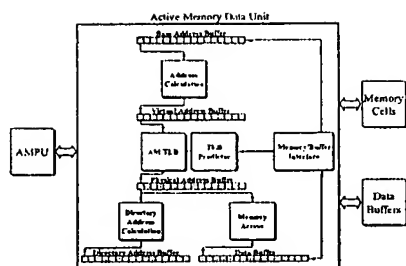 Active Memory Data Unit
Base Address Buffer
Address
Calculation
Virtual Address Buffer
AMPU
AM TLB
TLB
Predictor
Memory/Buffer
Interface
Memory
Cells
Physical Address Buffer
Directory
Address
Calculation
Memory
Access
Data
Buffers
Directory Address Buffer
Data Buffer